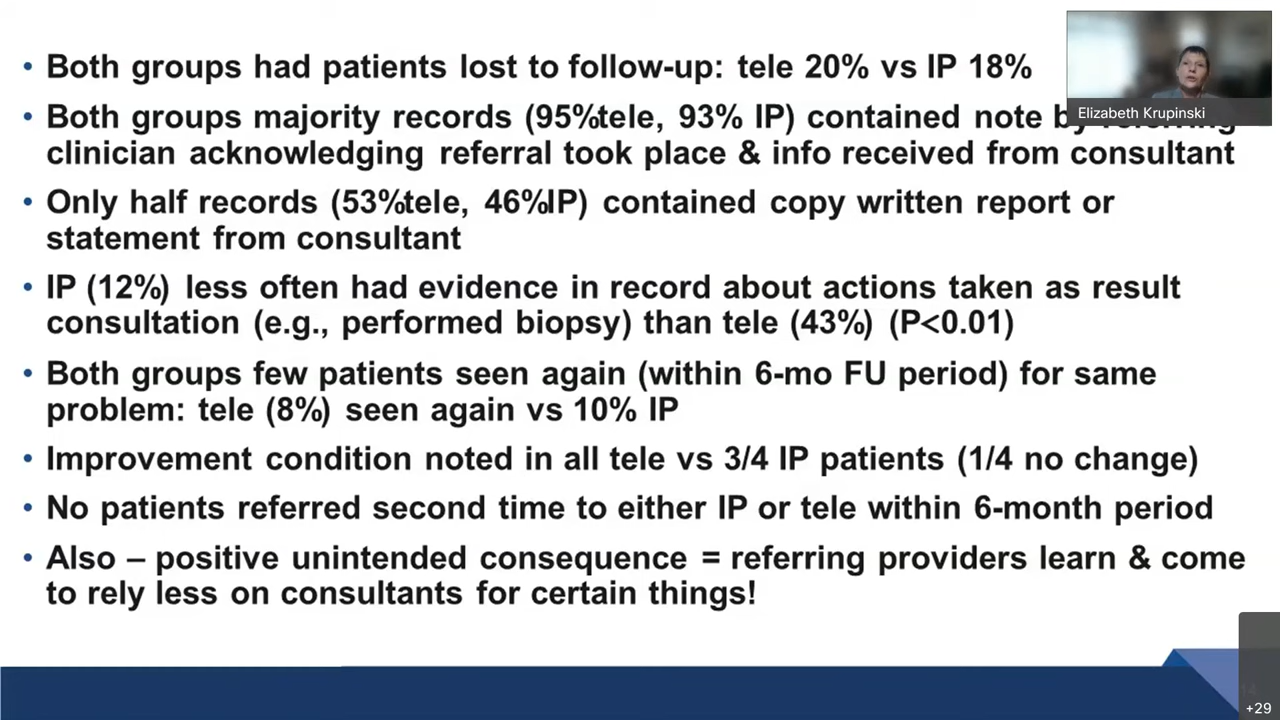 • Both groups had patients lost to follow-up: tele 20% vs IP 18%
Elizabeth Krupinski
• Both groups majority records (95%tele, 93% IP) contained note by referring
clinician acknowledging referral took place & info received from consultant
• Only half records (53%tele, 46%IP) contained copy written report or
statement from consultant
• IP (12%) less often had evidence in record about actions taken as result
consultation (e.g., performed biopsy) than tele (43%) (P<0.01)
• Both groups few patients seen again (within 6-mo FU period) for same
problem: tele (8%) seen again vs 10% IP
• Improvement condition noted in all tele vs 3/4 IP patients (1/4 no change)
• No patients referred second time to either IP or tele within 6-month period
• Also – positive unintended consequence = referring providers learn & come
to rely less on consultants for certain things!
+29